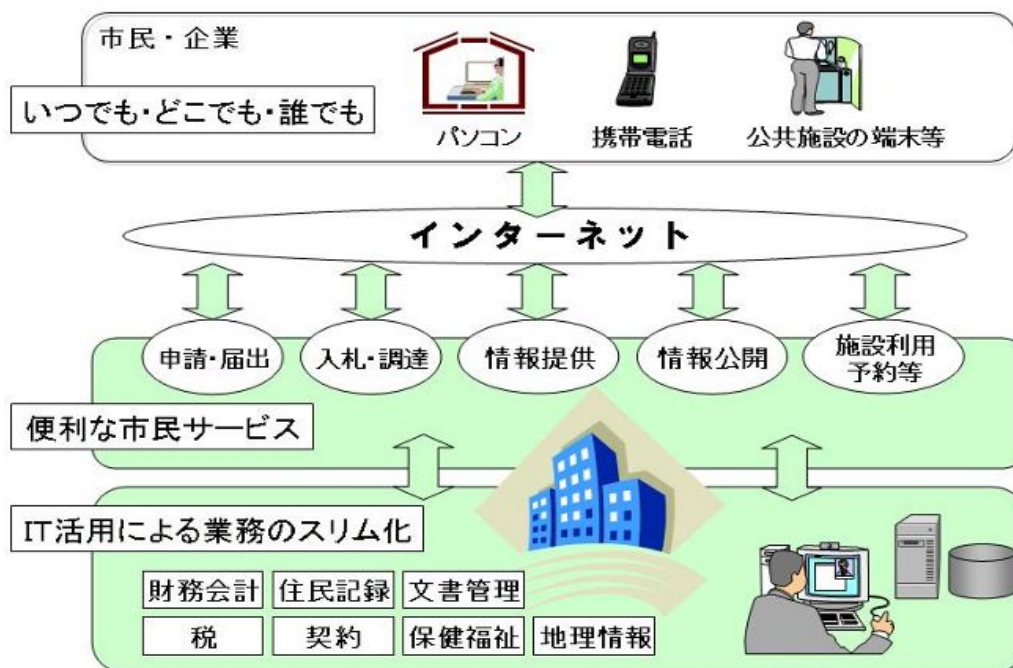 市民・企業
いつでも・どこでも・誰でも
パソコン
携帯電話
公共施設の端末等
インターネット
申請・届出
入札・調達
情報提供
情報公開
施設利用
予約等
便利な市民サービス
IT活用による業務のスリム化
財務会計
住民記録
文書管理
税
契約
保健福祉
地理情報